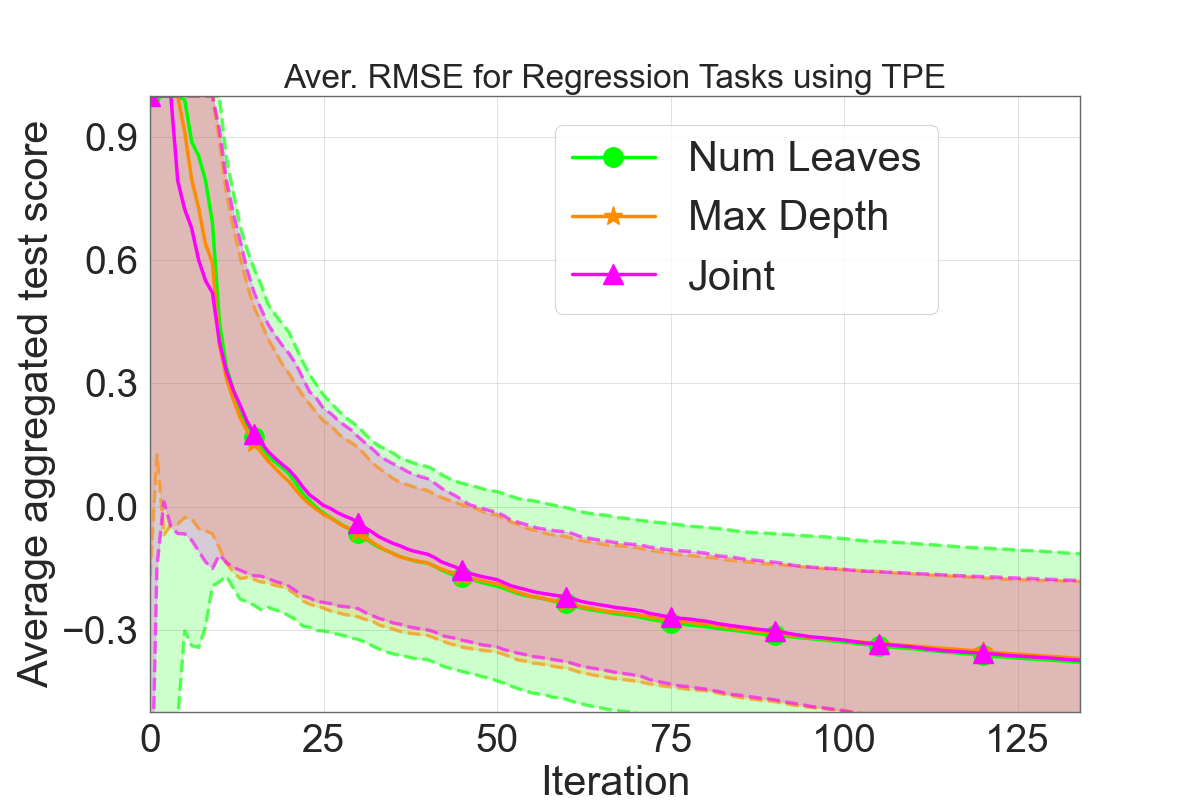 Aver. RMSE for Regression Tasks using TPE
Average aggregated test score
0.9
0.6
0.3
0.0
−0.3
Num Leaves
Max Depth
Joint
0 25 50 75 100 125
Iteration